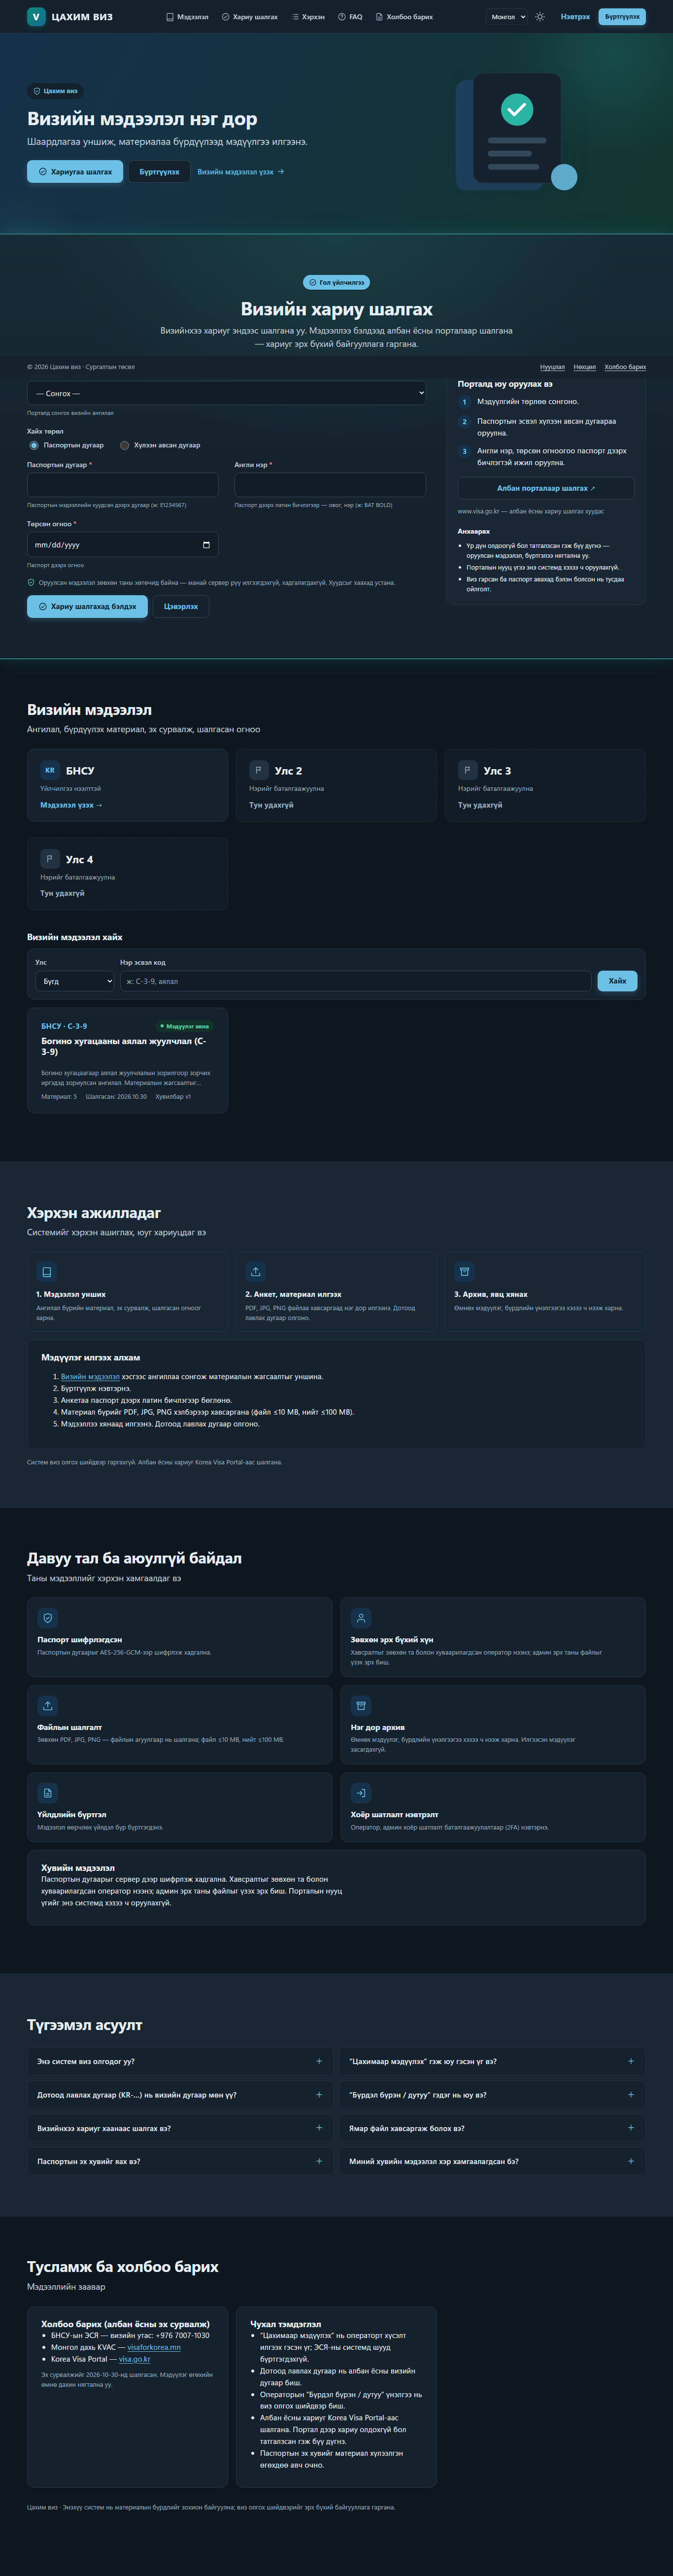 V ЦАХИМ ВИЗ
Мэдээлэл
Хариу шалгах
Хэрхэн
FAQ
Холбоо барих
Монгол
Нэвтрэх
Бүртгүүлэх
Цахим виз
Визийн мэдээлэл нэг дор
Шаардлагаа уншиж, материалаа бүрдүүлээд мэдүүлгээ илгээнэ.
Хариугаа шалгах
Бүртгүүлэх
Визийн мэдээлэл үзэх →
Гол үйлчилгээ
Визийн хариу шалгах
Визийнхээ хариуг эндээс шалгана уу. Мэдээллээ бэлдээд албан ёсны порталаар шалгана
— хариуг эрх бүхий байгууллага гаргана.
© 2026 Цахим виз · Сургалтын төсөл
Нууцлал
Нөхцөл
Холбоо барих
— Сонгох —
Порталд сонгох визийн ангилал
Хайх төрөл
Паспортын дугаар
Хүлээн авсан дугаар
Паспортын дугаар *
Англи нэр *
Паспортын мэдээллийн хуудсан дээрх дугаар (ж: E1234567)
Паспорт дээрх латин бичлэгээр — овог, нэр (ж: BAT BOLD)
Төрсөн огноо *
mm/dd/yyyy
Паспорт дээрх огноо
Оруулсан мэдээлэл зөвхөн таны хөтөчид байна — манай сервер рүү илгээгдэхгүй, хадгалагдахгүй. Хуудсыг хаахад устана.
Хариу шалгахад бэлдэх
Цэвэрлэх
Порталд юу оруулах вэ
1 Мэдүүлгийн төрлөө сонгоно.
2 Паспортын эсвэл хүлээн авсан дугаараа
оруулна.
3 Англи нэр, төрсөн огноогоо паспорт дээрх
бичлэгтэй ижил оруулна.
Албан порталаар шалгах ↗
www.visa.go.kr — албан ёсны хариу шалгах хуудас
Анхаарах
Үр дүн олдоогүй бол татгалзсан гэж бүү дүгнэ —
оруулсан мэдээлэл, бүртгэлээ нягтална уу.
Порталын нууц үгээ энэ системд хэзээ ч оруулахгүй.
Виз гарсан ба паспорт авахад бэлэн болсон нь тусдаа
ойлголт.
Визийн мэдээлэл
Ангилал, бүрдүүлэх материал, эх сурвалж, шалгасан огноо
KR БНСУ
Үйлчилгээ нээлттэй
Мэдээлэл үзэх →
Улс 2
Нэрийг баталгаажуулна
Тун удахгүй
Улс 3
Нэрийг баталгаажуулна
Тун удахгүй
Улс 4
Нэрийг баталгаажуулна
Тун удахгүй
Визийн мэдээлэл хайх
Улс
Нэр эсвэл код
Бүгд
ж: C-3-9, аялал
Хайх
БНСУ · C-3-9
Мэдүүлэг авна
Богино хугацааны аялал жуулчлал (C-
3-9)
Богино хугацаагаар аялал жуулчлалын зорилгоор зорчих
иргэдэд зориулсан ангилал. Материалын жагсаалтыг…
Материал: 5
Шалгасан: 2026.10.30
Хувилбар v1
Хэрхэн ажилладаг
Системийг хэрхэн ашиглах, юуг хариуцдаг вэ
1. Мэдээлэл унших
Ангилал бүрийн материал, эх сурвалж, шалгасан огноог
харна.
2. Анкет, материал илгээх
PDF, JPG, PNG файлаа хавсаргаад нэг дор илгээнэ. Дотоод
лавлах дугаар олгоно.
3. Архив, явц хянах
Өмнөх мэдүүлэг, бүрдлийн үнэлгээгээ хэзээ ч нээж харна.
Мэдүүлэг илгээх алхам
1. Визийн мэдээлэл хэсгээс ангиллаа сонгож материалын жагсаалтыг уншина.
2. Бүртгүүлж нэвтэрнэ.
3. Анкетаа паспорт дээрх латин бичлэгээр бөглөнө.
4. Материал бүрийг PDF, JPG, PNG хэлбэрээр хавсаргана (файл ≤10 MB, нийт ≤100 MB).
5. Мэдээллээ хянаад илгээнэ. Дотоод лавлах дугаар олгоно.
Систем виз олгох шийдвэр гаргахгүй. Албан ёсны хариуг Korea Visa Portal-аас шалгана.
Давуу тал ба аюулгүй байдал
Таны мэдээллийг хэрхэн хамгаалдаг вэ
Паспорт шифрлэгдсэн
Паспортын дугаарыг AES-256-GCM-ээр шифрлэж хадгална.
Зөвхөн эрх бүхий хүн
Хавсралтыг зөвхөн та болон хуваарилагдсан оператор нээнэ; админ эрх таны файлыг
үзэх эрх биш.
Файлын шалгалт
Зөвхөн PDF, JPG, PNG — файлын агуулгаар нь шалгана; файл ≤10 MB, нийт ≤100 MB.
Нэг дор архив
Өмнөх мэдүүлэг, бүрдлийн үнэлгээгээ хэзээ ч нээж харна. Илгээсэн мэдүүлэг
засагдахгүй.
Үйлдлийн бүртгэл
Мэдээлэл өөрчлөх үйлдэл бүр бүртгэгдэнэ.
Хоёр шатлалт нэвтрэлт
Оператор, админ хоёр шатлалт баталгаажуулалтаар (2FA) нэвтэрнэ.
Хувийн мэдээлэл
Паспортын дугаарыг сервер дээр шифрлэж хадгална. Хавсралтыг зөвхөн та болон
хуваарилагдсан оператор нээнэ; админ эрх таны файлыг үзэх эрх биш. Порталын нууц
үгийг энэ системд хэзээ ч оруулахгүй.
Түгээмэл асуулт
Энэ систем виз олгодог уу?
"Цахимаар мэдүүлэх" гэж юу гэсэн үг вэ?
Дотоод лавлах дугаар (KR-…) нь визийн дугаар мөн үү?
"Бүрдэл бүрэн / дутуу" гэдэг нь юу вэ?
Визийнхээ хариуг хаанаас шалгах вэ?
Ямар файл хавсаргаж болох вэ?
Паспортын эх хувийг яах вэ?
Миний хувийн мэдээлэл хэр хамгаалагдсан бэ?
Тусламж ба холбоо барих
Мэдээллийн заавар
Холбоо барих (албан ёсны эх сурвалж)
БНСУ-ын ЭСЯ — визийн утас: +976 7007-1030
Монгол дахь KVAC — visaforkorea.mn
Korea Visa Portal — visa.go.kr
Эх сурвалжийг 2026-10-30-нд шалгасан. Мэдүүлэг өгөхийн
өмнө дахин нягтална уу.
Чухал тэмдэглэл
"Цахимаар мэдүүлэх" нь операторт хүсэлт
илгээх гэсэн үг; ЭСЯ-ны системд шууд
бүртгэгдэхгүй.
Дотоод лавлах дугаар нь албан ёсны визийн
дугаар биш.
Операторын "Бүрдэл бүрэн / дутуу" үнэлгээ нь
виз олгох шийдвэр биш.
Албан ёсны хариуг Korea Visa Portal-аас
шалгана. Портал дээр хариу олдохгүй бол
татгалзсан гэж бүү дүгнэ.
Паспортын эх хувийг материал хүлээлгэн
өгөхдөө авч очно.
Цахим виз · Энэхүү систем нь материалын бүрдлийг зохион байгуулна; виз олгох шийдвэрийг эрх бүхий байгууллага гаргана.